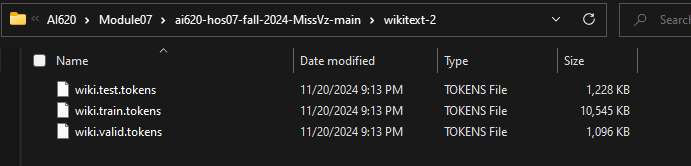 « AI620 > Module07 > ai620-hos07-fall-2024-MissVz-main > wikitext-2
Search
Name Date modified Type Size
wiki.test.tokens 11/20/2024 9:13 PM TOKENS File 1,228 KB
wiki.train.tokens 11/20/2024 9:13 PM TOKENS File 10,545 KB
wiki.valid.tokens 11/20/2024 9:13 PM TOKENS File 1,096 KB